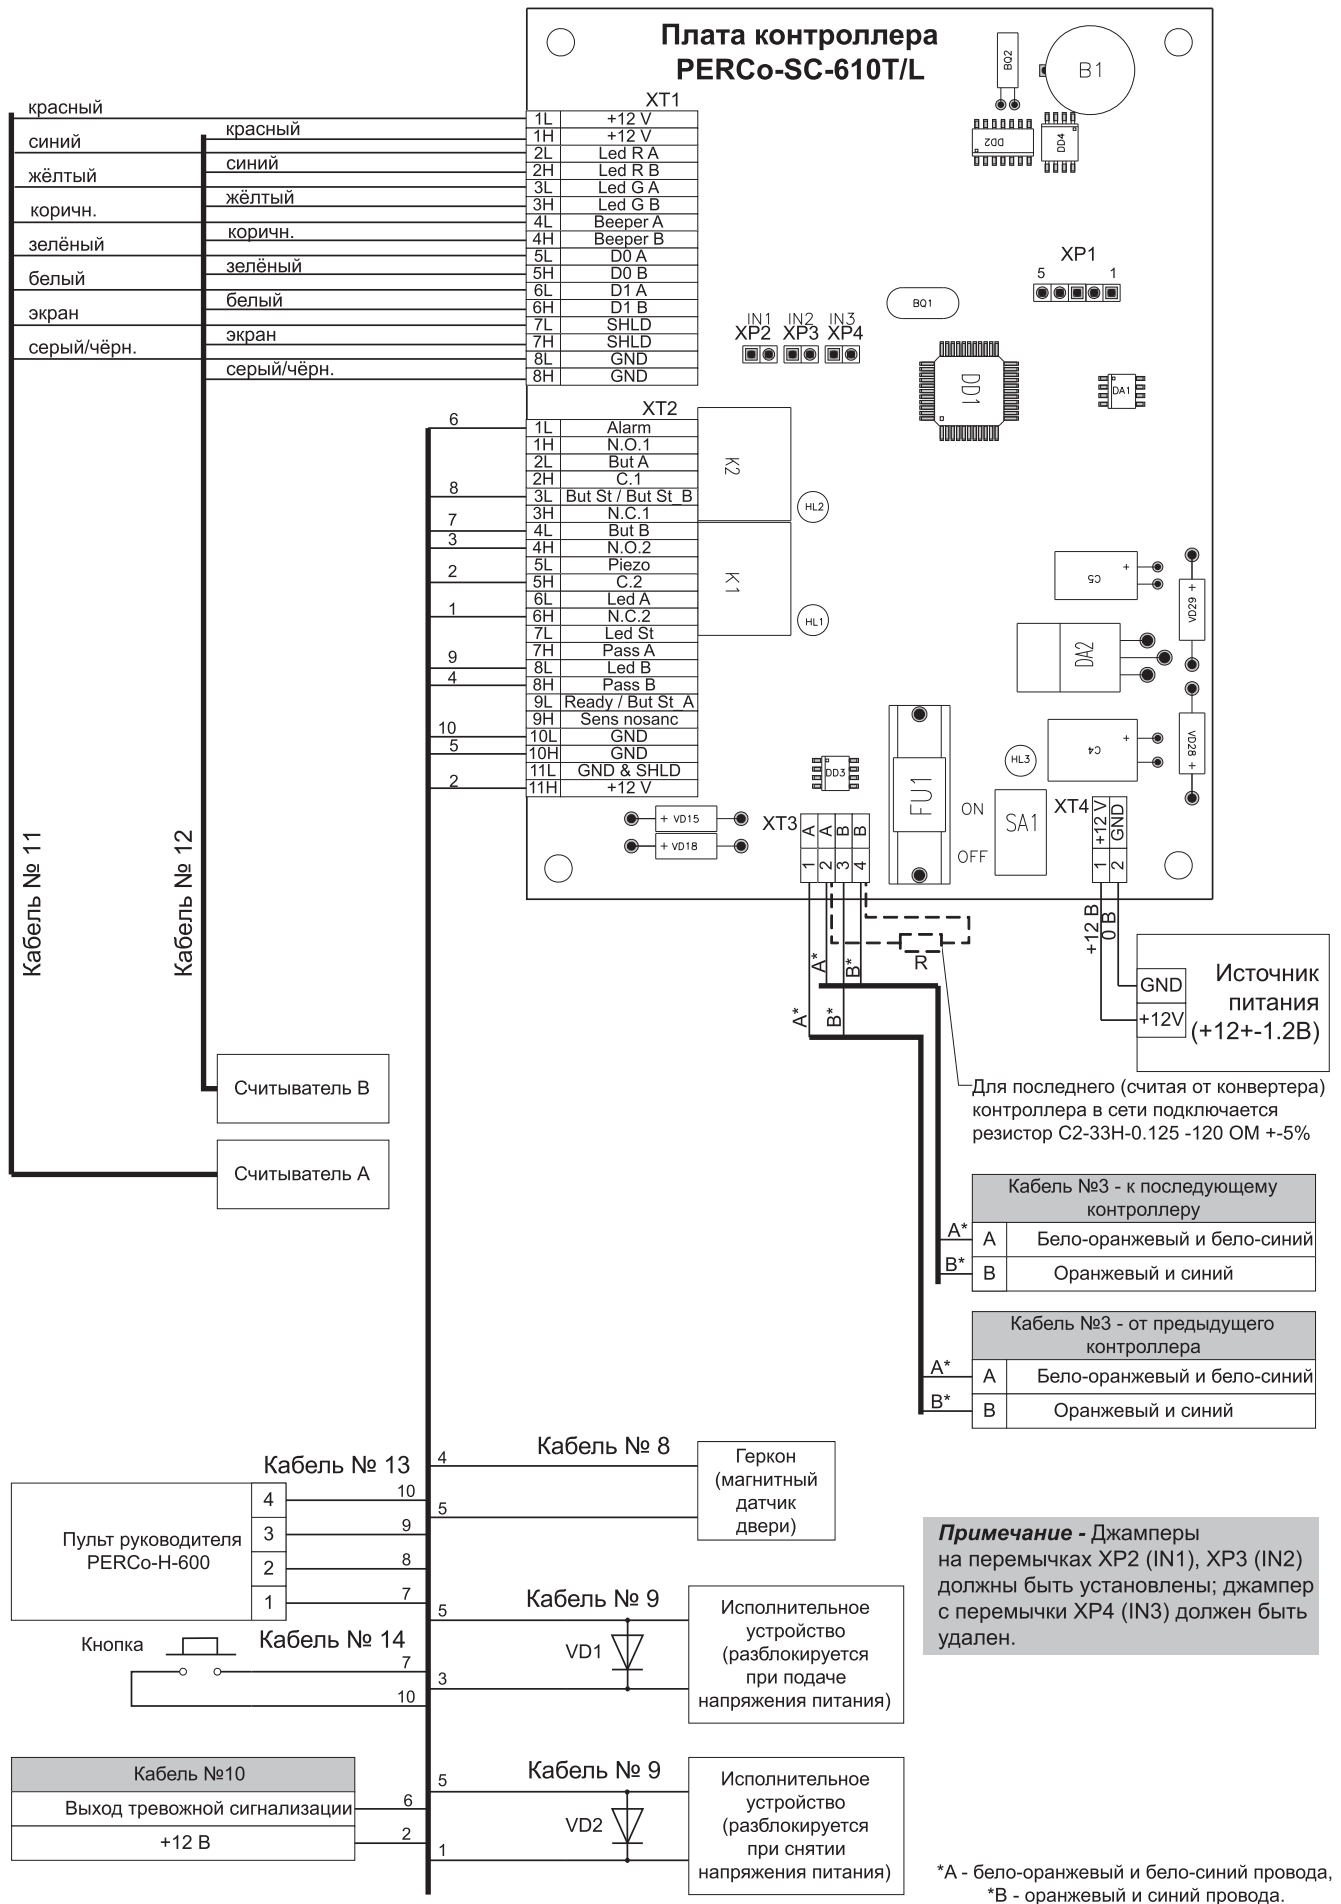 Плата контроллера
PERCo-SC-610T/L
BQ2
B1
DD2
DD4
XT1
1L +12 V
1H +12 V
2L Led R A
2H Led R B
3L Led G A
3H Led G B
4L Beeper A
4H Beeper B
5L D0 A
5H D0 B
6L D1 A
6H D1 B
7L SHLD
7H SHLD
8L GND
8H GND
красный
синий
жёлтый
коричн.
зелёный
белый
экран
серый/чёрн.
красный
синий
жёлтый
коричн.
зелёный
белый
экран
серый/чёрн.
XP1
5 1
BQ1
IN1 IN2 IN3
XP2 XP3 XP4
DD1
DA1
XT2
1L Alarm
1H N.O.1
2L But A
2H C.1
3L But St / But St_B
3H N.C.1
4L But B
4H N.O.2
5L Piezo
5H C.2
6L Led A
6H N.C.2
7L Led St
7H Pass A
8L Led B
8H Pass B
9L Ready / But St_A
9H Sens nosanc
10L GND
10H GND
11L GND & SHLD
11H +12 V
6
8
7
3
2
1
9
4
10
5
2
K2
HL2
K1
HL1
C5 +
VD29 +
DA2
C4 +
VD28 +
HL3
DD3
FU1
ON
OFF
SA1
+ VD15
+ VD18
XT3
A A B B
1 2 3 4
XT4
+12 V GND
1 2
+12 В
0 В
R
A*
B*
A*
B*
GND
+12V
Источник
питания
(+12+-1.2В)
Кабель № 11
Кабель № 12
Считыватель В
Считыватель А
Для последнего (считая от конвертера)
контроллера в сети подключается
резистор С2-33Н-0.125 -120 ОМ +-5%
Кабель №3 - к последующему
контроллеру
A* A Бело-оранжевый и бело-синий
B* B Оранжевый и синий
Кабель №3 - от предыдущего
контроллера
A* A Бело-оранжевый и бело-синий
B* B Оранжевый и синий
Кабель № 8
4
5
Геркон
(магнитный
датчик
двери)
Кабель № 13
Пульт руководителя
PERCo-H-600
4 10
3 9
2 8
1 7
Кнопка
Кабель № 14
7
10
Кабель № 9
5
VD1
3
Исполнительное
устройство
(разблокируется
при подаче
напряжения питания)
Примечание - Джамперы
на перемычках XP2 (IN1), XP3 (IN2)
должны быть установлены; джампер
с перемычки XP4 (IN3) должен быть
удален.
Кабель №10
Выход тревожной сигнализации 6
+12 В 2
Кабель № 9
5
VD2
1
Исполнительное
устройство
(разблокируется
при снятии
напряжения питания)
*А - бело-оранжевый и бело-синий провода,
*В - оранжевый и синий провода.